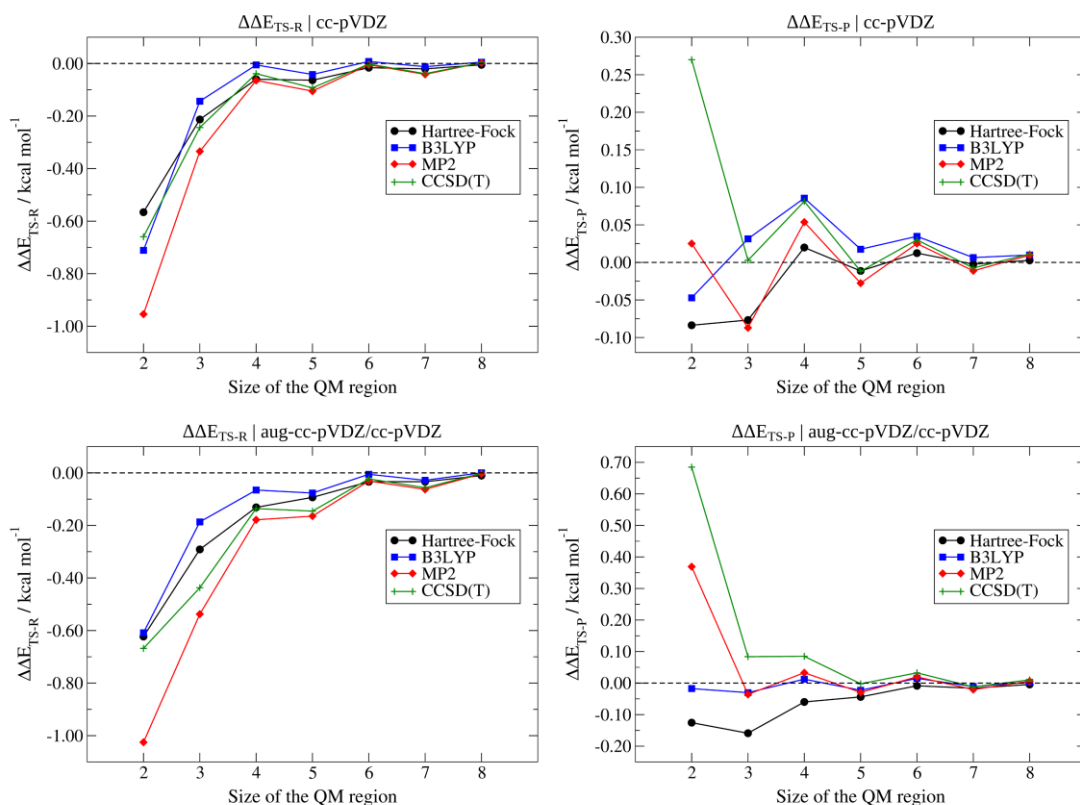 ΔΔE_TS-R | cc-pVDZ
0.00
-0.20
-0.40
-0.60
-0.80
-1.00
ΔΔE_TS-R / kcal mol⁻¹
Hartree-Fock
B3LYP
MP2
CCSD(T)
2 3 4 5 6 7 8
Size of the QM region
ΔΔE_TS-P | cc-pVDZ
0.30
0.25
0.20
0.15
0.10
0.05
0.00
-0.05
-0.10
ΔΔE_TS-P / kcal mol⁻¹
Hartree-Fock
B3LYP
MP2
CCSD(T)
2 3 4 5 6 7 8
Size of the QM region
ΔΔE_TS-R | aug-cc-pVDZ/cc-pVDZ
0.00
-0.20
-0.40
-0.60
-0.80
-1.00
ΔΔE_TS-R / kcal mol⁻¹
Hartree-Fock
B3LYP
MP2
CCSD(T)
2 3 4 5 6 7 8
Size of the QM region
ΔΔE_TS-P | aug-cc-pVDZ/cc-pVDZ
0.70
0.60
0.50
0.40
0.30
0.20
0.10
0.00
-0.10
-0.20
ΔΔE_TS-P / kcal mol⁻¹
Hartree-Fock
B3LYP
MP2
CCSD(T)
2 3 4 5 6 7 8
Size of the QM region